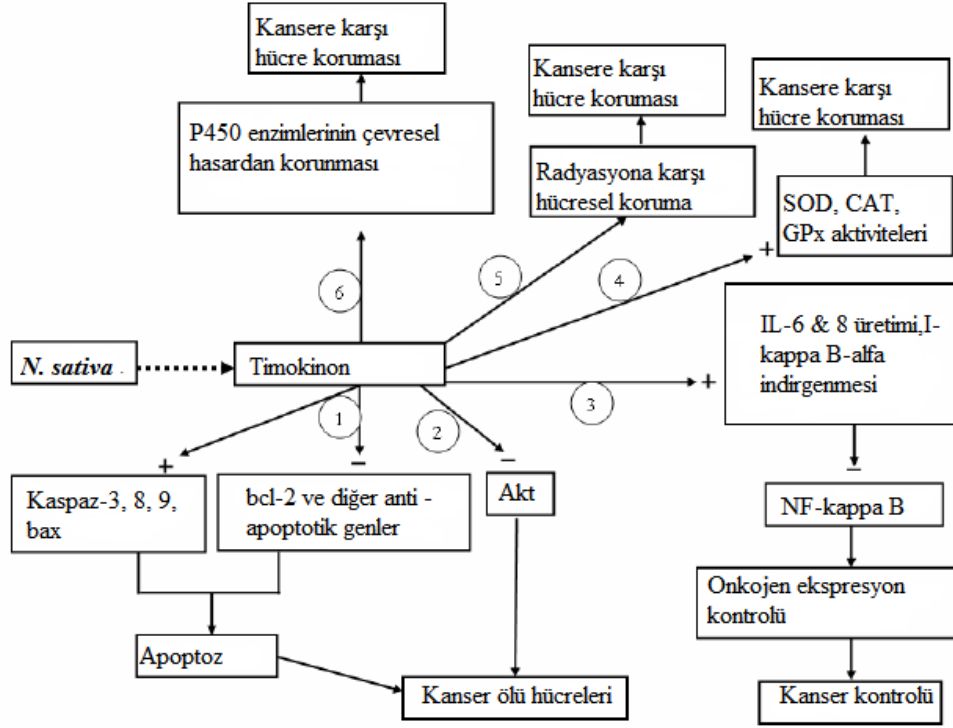 Kansere karşı
hücre koruması
Kansere karşı
hücre koruması
Kansere karşı
hücre koruması
P450 enzimlerinin çevresel
hasardan korunması
Radyasyona karşı
hücresel koruma
SOD, CAT,
GPx aktiviteleri
+
6
5
4
IL-6 & 8 üretimi,I-
kappa B-alfa
indirgenmesi
N. sativa .
Timokinon
+
3
1
2
+
–
–
–
Kaspaz-3, 8, 9,
bax
bcl-2 ve diğer anti -
apoptotik genler
Akt
NF-kappa B
Onkojen ekspresyon
kontrolü
Apoptoz
Kanser ölü hücreleri
Kanser kontrolü